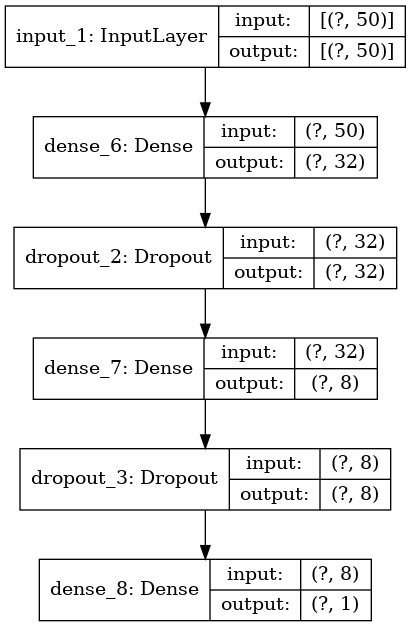 input_1: InputLayer
input: [(?, 50)]
output: [(?, 50)]
dense_6: Dense
input: (?, 50)
output: (?, 32)
dropout_2: Dropout
input: (?, 32)
output: (?, 32)
dense_7: Dense
input: (?, 32)
output: (?, 8)
dropout_3: Dropout
input: (?, 8)
output: (?, 8)
dense_8: Dense
input: (?, 8)
output: (?, 1)